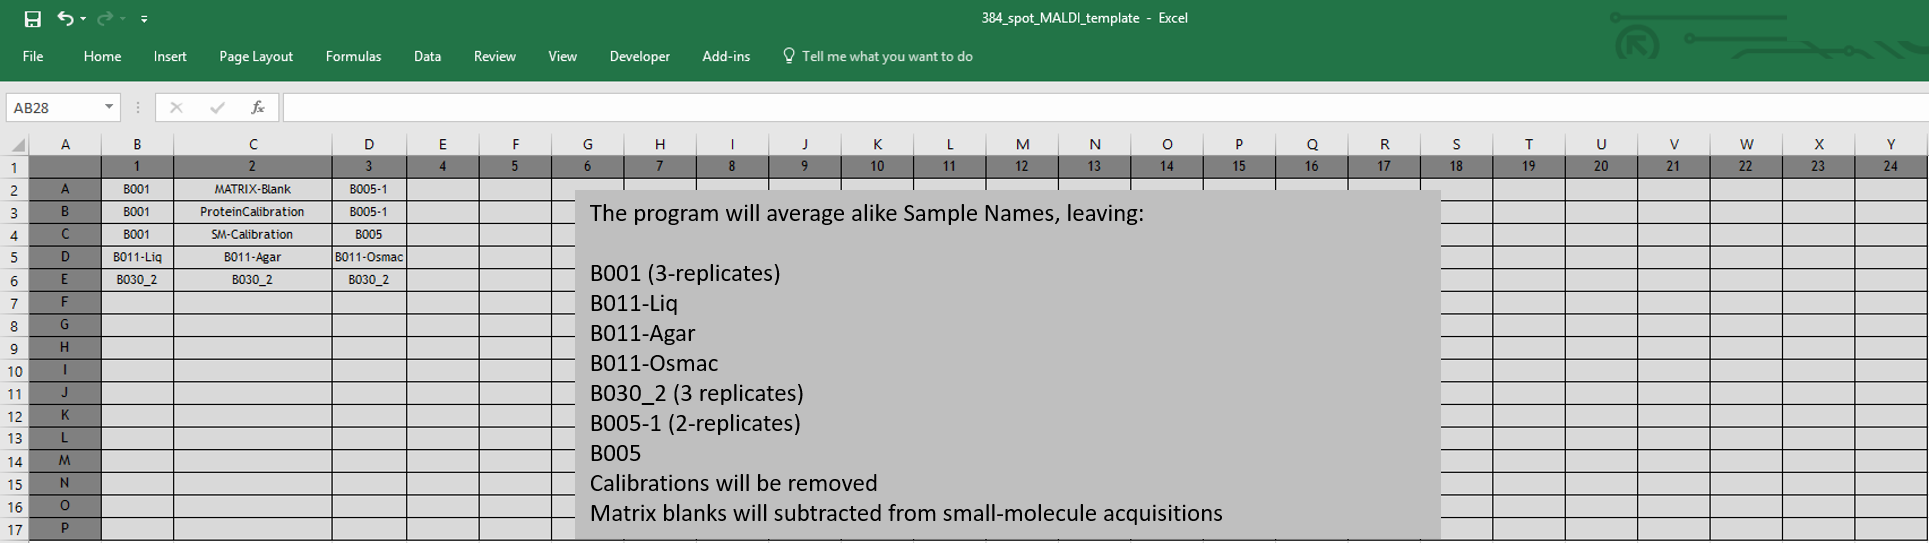 384_spot_MALDI_template - Excel
File Home Insert Page Layout Formulas Data Review View Developer Add-ins Tell me what you want to do
AB28 fx
A B C D E F G H I J K L M N O P Q R S T U V W X Y
1 1 2 3 4 5 6 7 8 9 10 11 12 13 14 15 16 17 18 19 20 21 22 23 24
2 A B001 MATRIX-Blank B005-1
3 B B001 ProteinCalibration B005-1
4 C B001 SM-Calibration B005
5 D B011-Liq B011-Agar B011-Osmac
6 E B030_2 B030_2 B030_2
7 F
8 G
9 H
10 I
11 J
12 K
13 L
14 M
15 N
16 O
17 P
The program will average alike Sample Names, leaving:
B001 (3-replicates)
B011-Liq
B011-Agar
B011-Osmac
B030_2 (3 replicates)
B005-1 (2-replicates)
B005
Calibrations will be removed
Matrix blanks will subtracted from small-molecule acquisitions